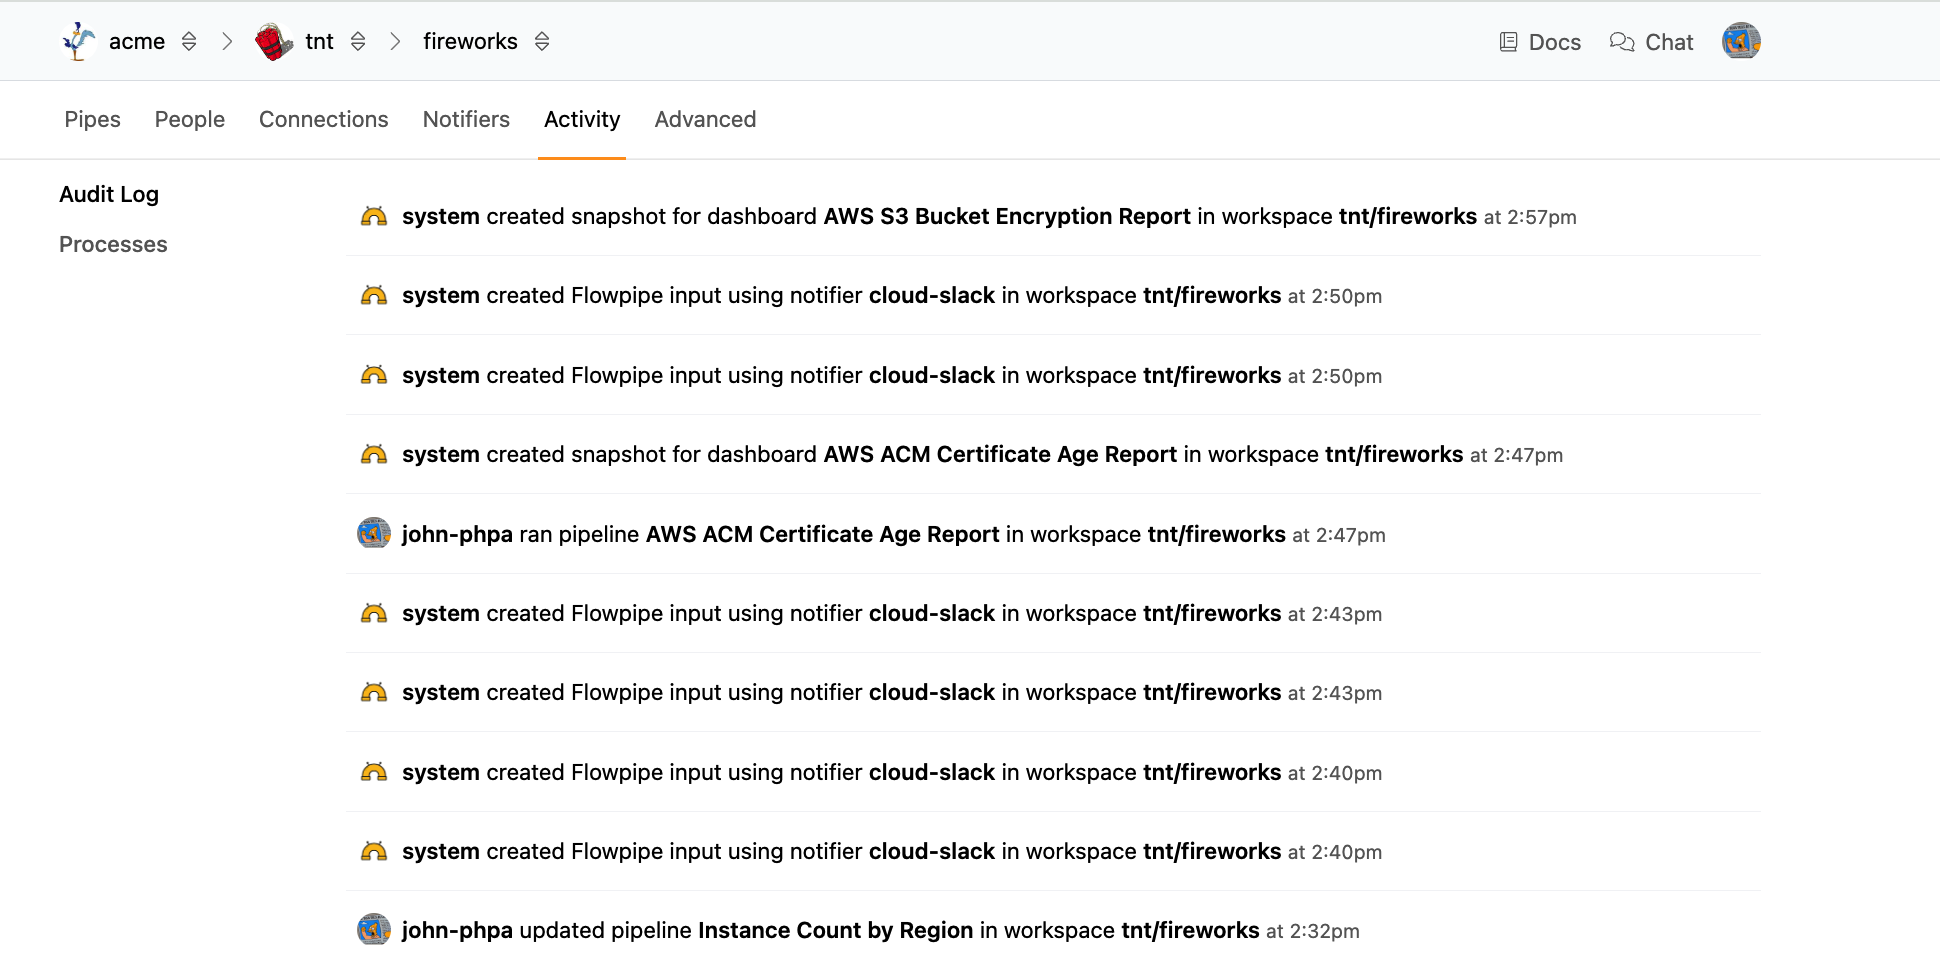 acme tnt fireworks Docs Chat
Pipes People Connections Notifiers Activity Advanced
Audit Log
Processes
system created snapshot for dashboard AWS S3 Bucket Encryption Report in workspace tnt/fireworks at 2:57pm
system created Flowpipe input using notifier cloud-slack in workspace tnt/fireworks at 2:50pm
system created Flowpipe input using notifier cloud-slack in workspace tnt/fireworks at 2:50pm
system created snapshot for dashboard AWS ACM Certificate Age Report in workspace tnt/fireworks at 2:47pm
john-phpa ran pipeline AWS ACM Certificate Age Report in workspace tnt/fireworks at 2:47pm
system created Flowpipe input using notifier cloud-slack in workspace tnt/fireworks at 2:43pm
system created Flowpipe input using notifier cloud-slack in workspace tnt/fireworks at 2:43pm
system created Flowpipe input using notifier cloud-slack in workspace tnt/fireworks at 2:40pm
system created Flowpipe input using notifier cloud-slack in workspace tnt/fireworks at 2:40pm
john-phpa updated pipeline Instance Count by Region in workspace tnt/fireworks at 2:32pm